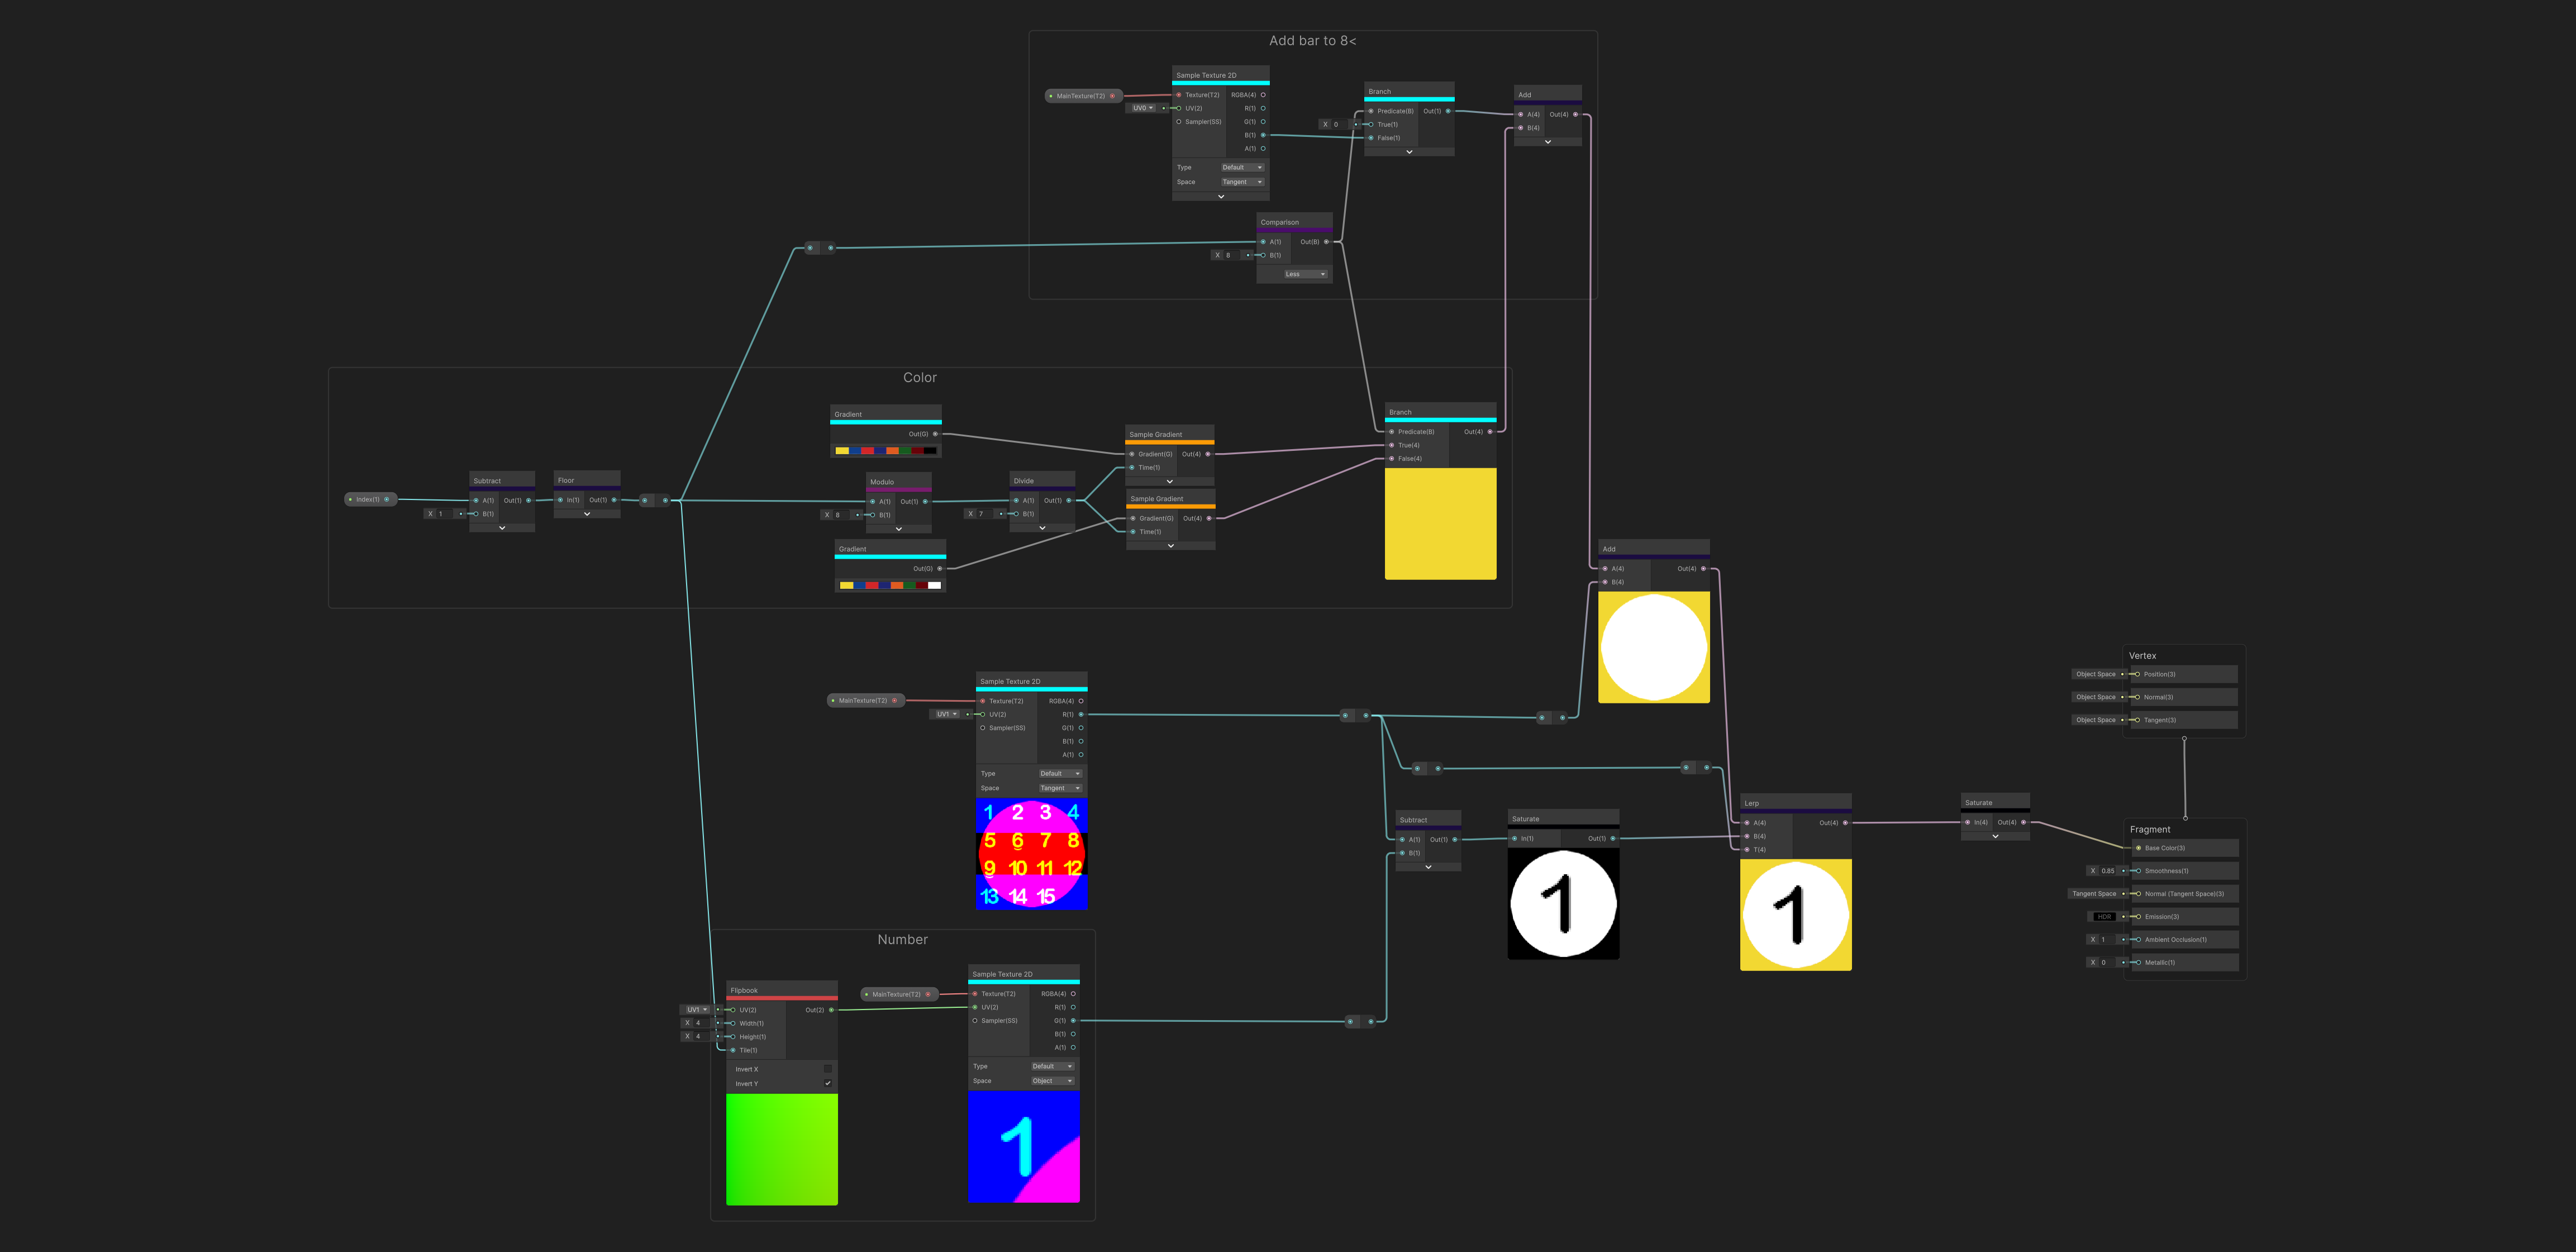 Add bar to 8<
Sample Texture 2D
MainTexture(T2)
Texture(T2) RGBA(4)
UV0 UV(2) R(1)
Sampler(SS) G(1)
B(1)
A(1)
Type Default
Space Tangent
Branch
Predicate(B) Out(1)
X 0 True(1)
False(1)
Add
A(4) Out(4)
B(4)
Comparison
A(1) Out(B)
X 8 B(1)
Less
Color
Index(1)
Subtract
A(1) Out(1)
X 1 B(1)
Floor
In(1) Out(1)
Gradient
Out(G)
Modulo
A(1) Out(1)
X 8 B(1)
Gradient
Out(G)
Divide
A(1) Out(1)
X 7 B(1)
Sample Gradient
Gradient(G) Out(4)
Time(1)
Sample Gradient
Gradient(G) Out(4)
Time(1)
Branch
Predicate(B) Out(4)
True(4)
False(4)
Add
A(4) Out(4)
B(4)
MainTexture(T2)
Sample Texture 2D
Texture(T2) RGBA(4)
UV1 UV(2) R(1)
Sampler(SS) G(1)
B(1)
A(1)
Type Default
Space Tangent
1 2 3 4
5 6 7 8
9 10 11 12
13 14 15
Subtract
A(1) Out(1)
B(1)
Saturate
In(1) Out(1)
1
Lerp
A(4) Out(4)
B(4)
T(4)
1
Saturate
In(4) Out(4)
Vertex
Object Space Position(3)
Object Space Normal(3)
Object Space Tangent(3)
Fragment
Base Color(3)
X 0.85 Smoothness(1)
Tangent Space Normal (Tangent Space)(3)
HDR Emission(3)
X 1 Ambient Occlusion(1)
X 0 Metallic(1)
Number
Flipbook
UV1 UV(2) Out(2)
X 4 Width(1)
X 4 Height(1)
Tile(1)
Invert X
Invert Y
MainTexture(T2)
Sample Texture 2D
Texture(T2) RGBA(4)
UV(2) R(1)
Sampler(SS) G(1)
B(1)
A(1)
Type Default
Space Object
1